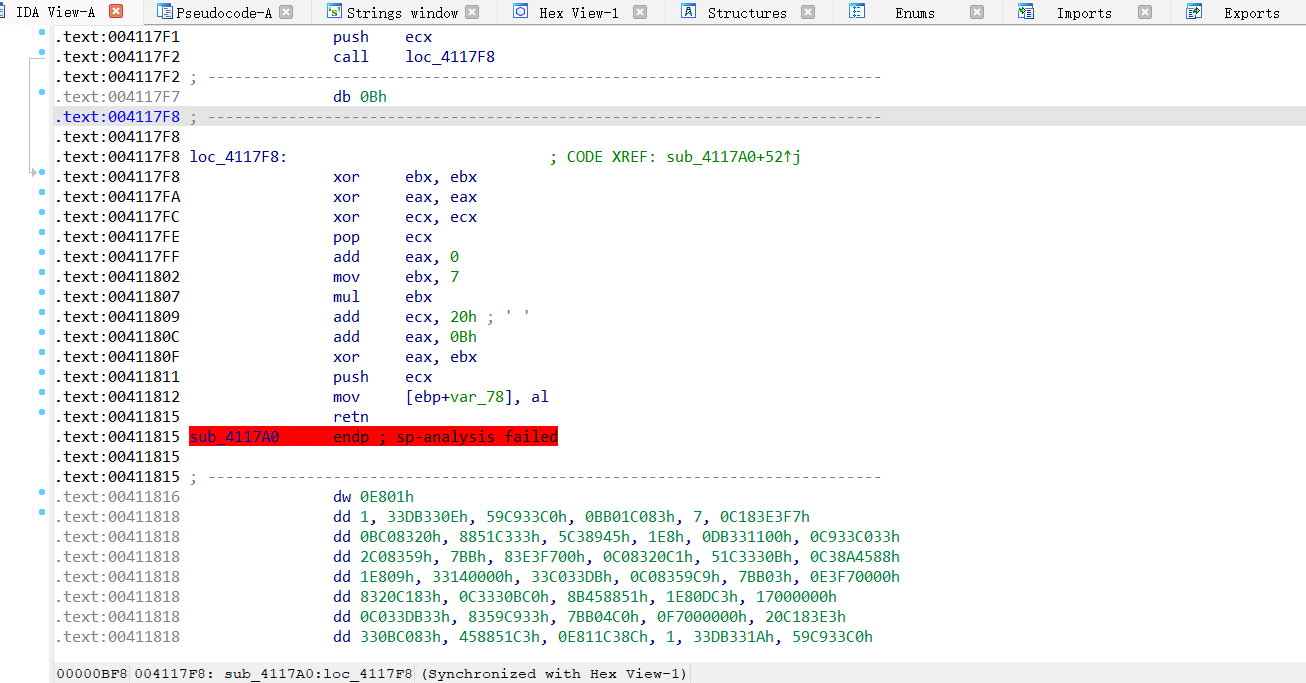 IDA View-A Pseudocode-A Strings window Hex View-1 Structures Enums Imports Exports
.text:004117F1 push ecx
.text:004117F2 call loc_4117F8
.text:004117F2 ; ---------------------------------------------------------------------------
.text:004117F7 db 0Bh
.text:004117F8 ; ---------------------------------------------------------------------------
.text:004117F8
.text:004117F8 loc_4117F8: ; CODE XREF: sub_4117A0+52↑j
.text:004117F8 xor ebx, ebx
.text:004117FA xor eax, eax
.text:004117FC xor ecx, ecx
.text:004117FE pop ecx
.text:004117FF add eax, 0
.text:00411802 mov ebx, 7
.text:00411807 mul ebx
.text:00411809 add ecx, 20h ; ' '
.text:0041180C add eax, 0Bh
.text:0041180F xor eax, ebx
.text:00411811 push ecx
.text:00411812 mov [ebp+var_78], al
.text:00411815 retn
.text:00411815 sub_4117A0 endp ; sp-analysis failed
.text:00411815
.text:00411815 ; ---------------------------------------------------------------------------
.text:00411816 dw 0E801h
.text:00411818 dd 1, 33DB330Eh, 59C933C0h, 0BB01C083h, 7, 0C183E3F7h
.text:00411818 dd 0BC08320h, 8851C333h, 5C38945h, 1E8h, 0DB331100h, 0C933C033h
.text:00411818 dd 2C08359h, 7BBh, 83E3F700h, 0C08320C1h, 51C3330Bh, 0C38A4588h
.text:00411818 dd 1E809h, 33140000h, 33C033DBh, 0C08359C9h, 7BB03h, 0E3F70000h
.text:00411818 dd 8320C183h, 0C3330BC0h, 8B458851h, 1E80DC3h, 17000000h
.text:00411818 dd 0C033DB33h, 8359C933h, 7BB04C0h, 0F7000000h, 20C183E3h
.text:00411818 dd 330BC083h, 458851C3h, 0E811C38Ch, 1, 33DB331Ah, 59C933C0h
00000BF8 004117F8: sub_4117A0:loc_4117F8 (Synchronized with Hex View-1)